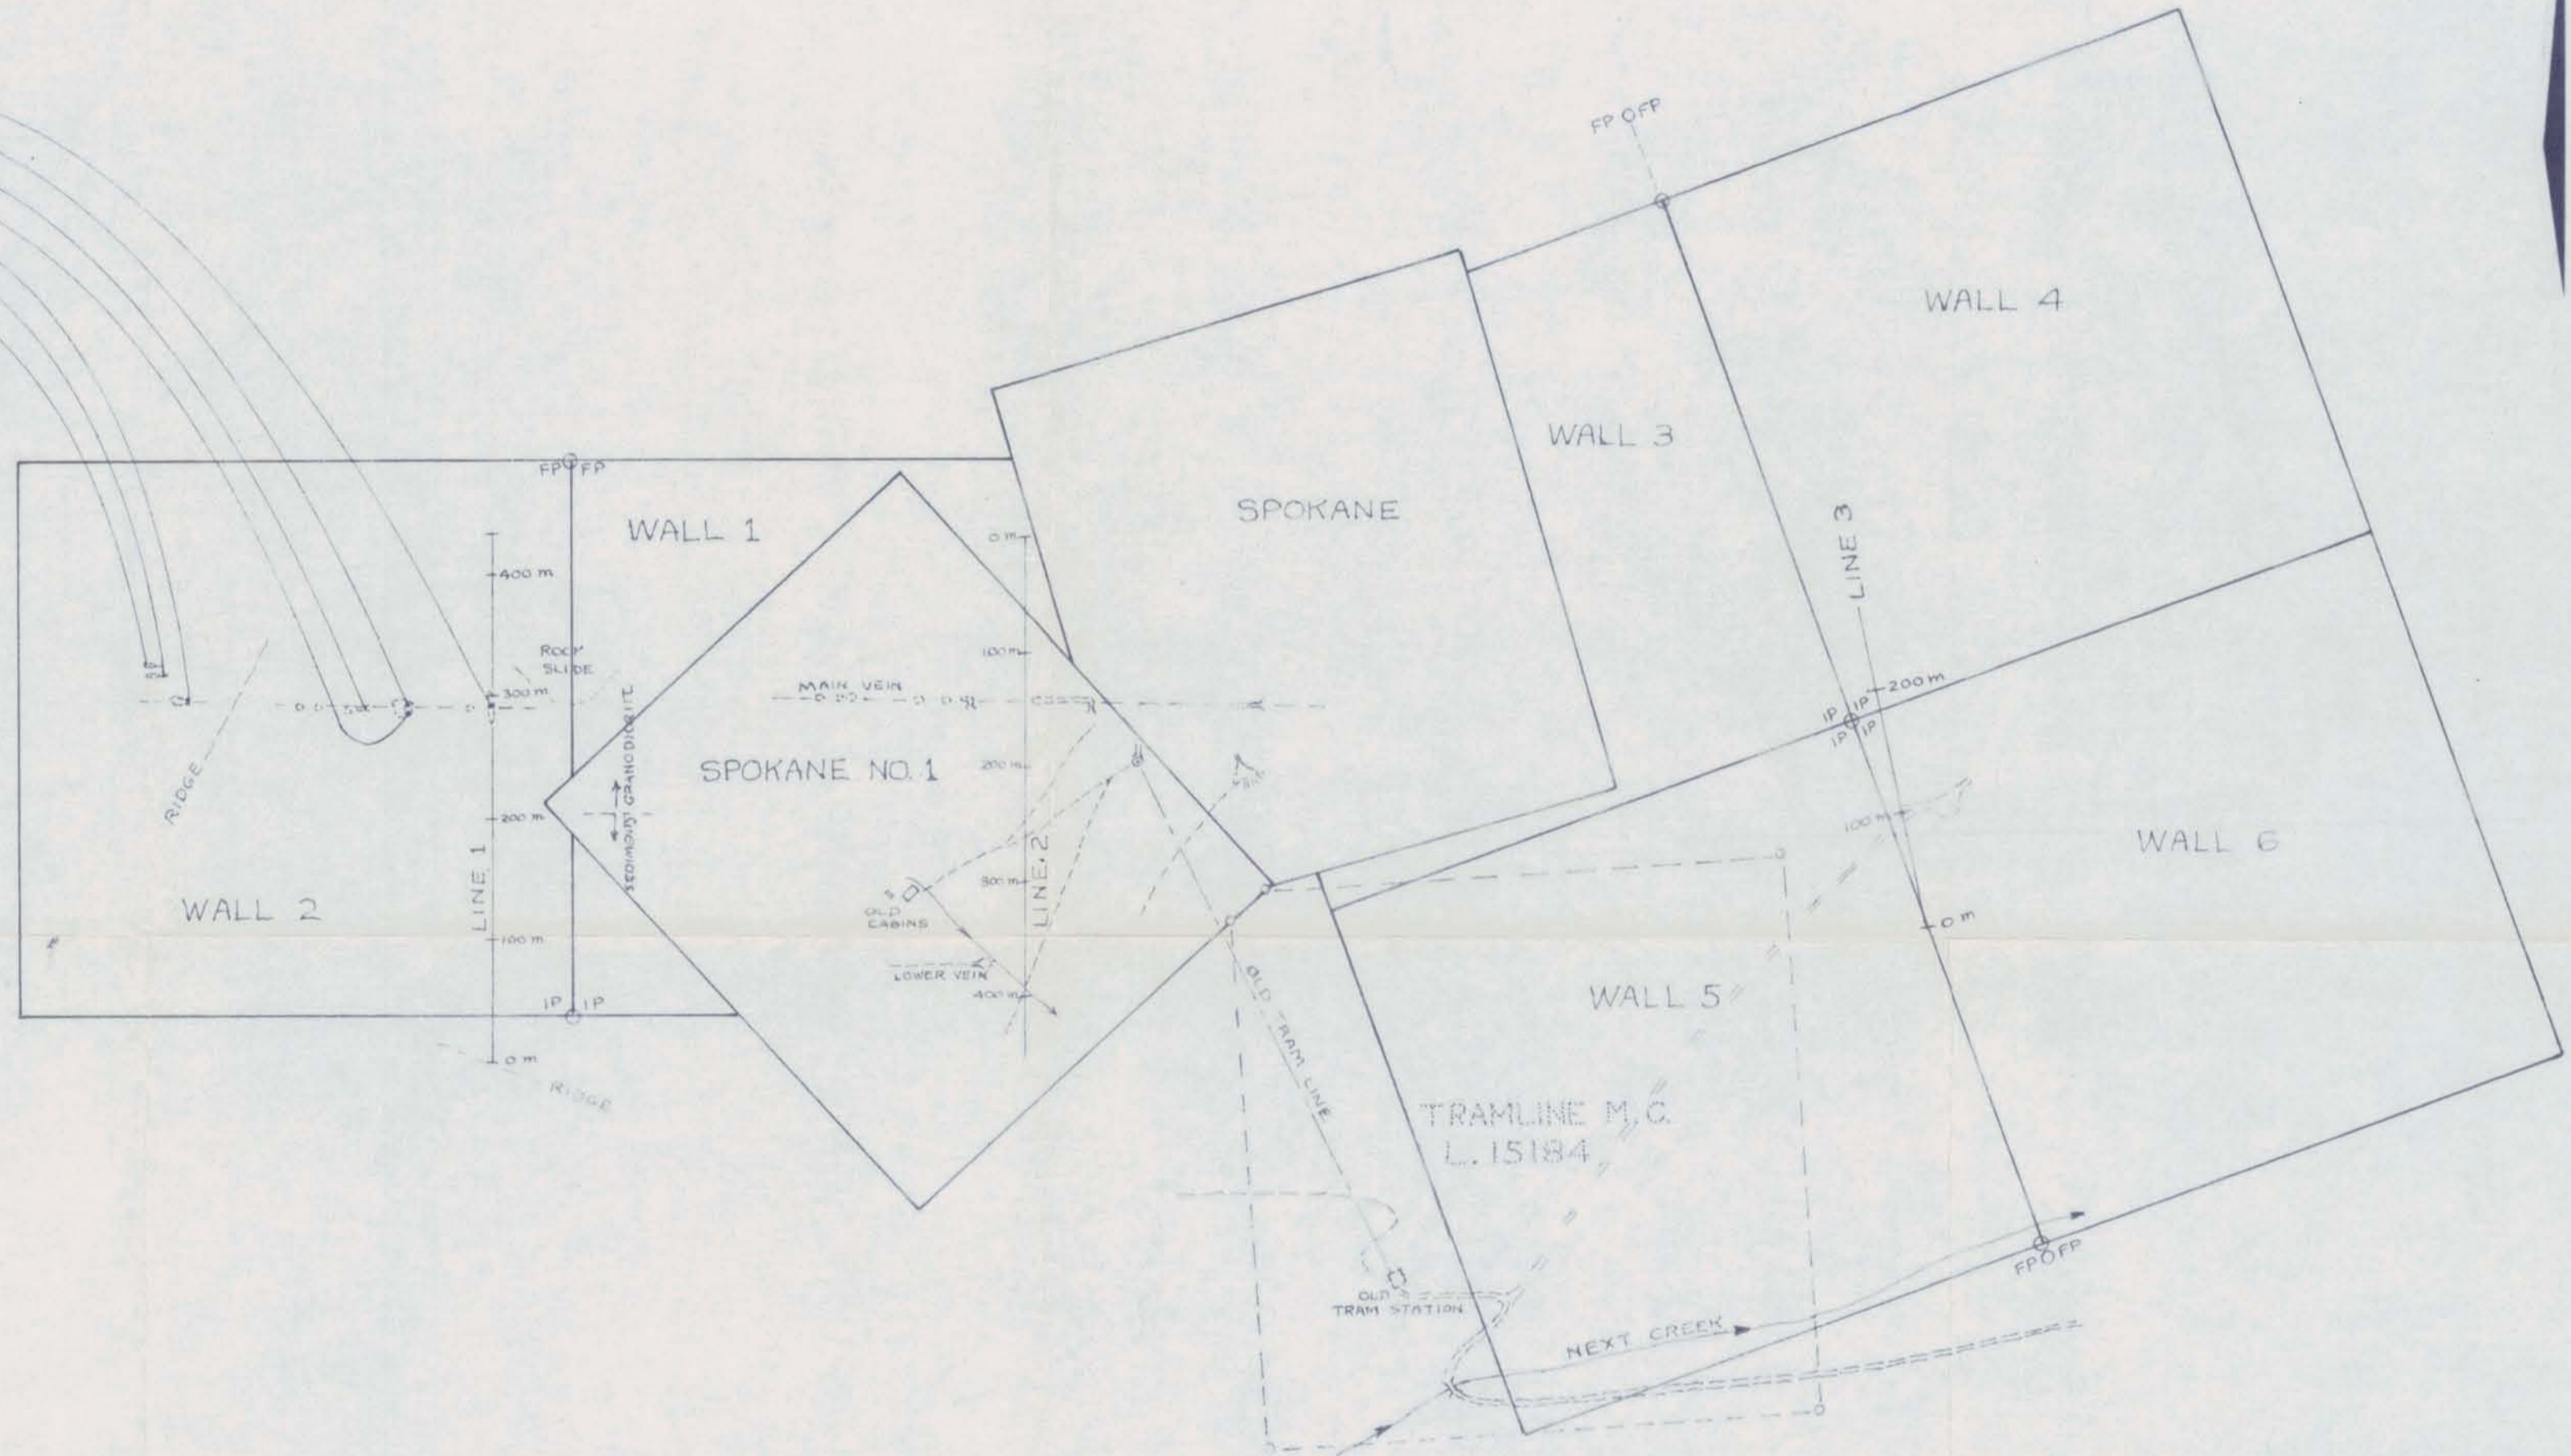 FP FP
WALL 4
WALL 3
SPOKANE
FP FP
WALL 1
LINE 3
0 m
400 m
100 m
ROCK
SLIDE
300 m
MAIN VEIN
200 m
IP IP
IP IP
SPOKANE NO. 1
200 m
GRANODIORITE
RIDGE
200 m
100 m
WALL 6
SEDIMENTS
LINE 1
LINE 2
300 m
WALL 2
OLD
CABINS
0 m
100 m
LOWER VEIN
400 m
WALL 5
IP IP
OLD TRAM LINE
0 m
RIDGE
TRAMLINE M.C.
L. 15184
FP FP
OLD
TRAM STATION
NEXT CREEK